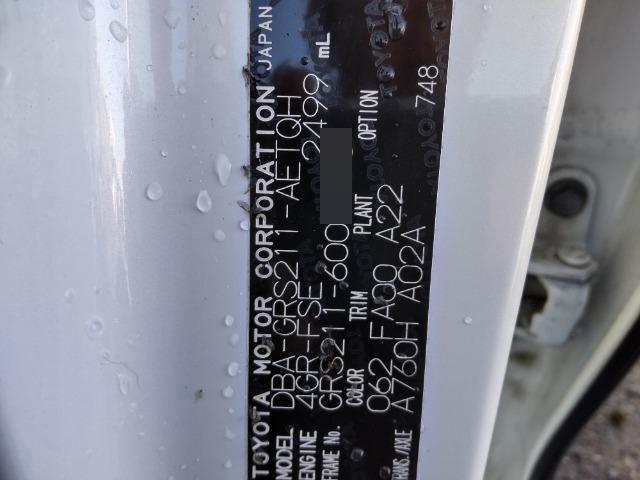 TOYOTA MOTOR CORPORATION JAPAN
MODEL DBA-GRS211-AETQH
ENGINE 4GR-FSE 2499 mL
FRAME No. GRS211-600
COLOR TRIM PLANT OPTION
062 FA00 A22
TRANS./AXLE A760H A02A 748